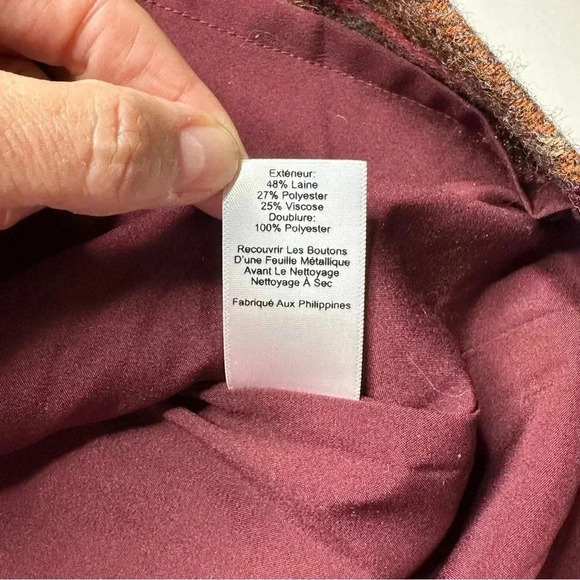 Extérieur:
48% Laine
27% Polyester
25% Viscose
Doublure:
100% Polyester
Recouvrir Les Boutons
D'une Feuille Métallique
Avant Le Nettoyage
Nettoyage À Sec
Fabriqué Aux Philippines